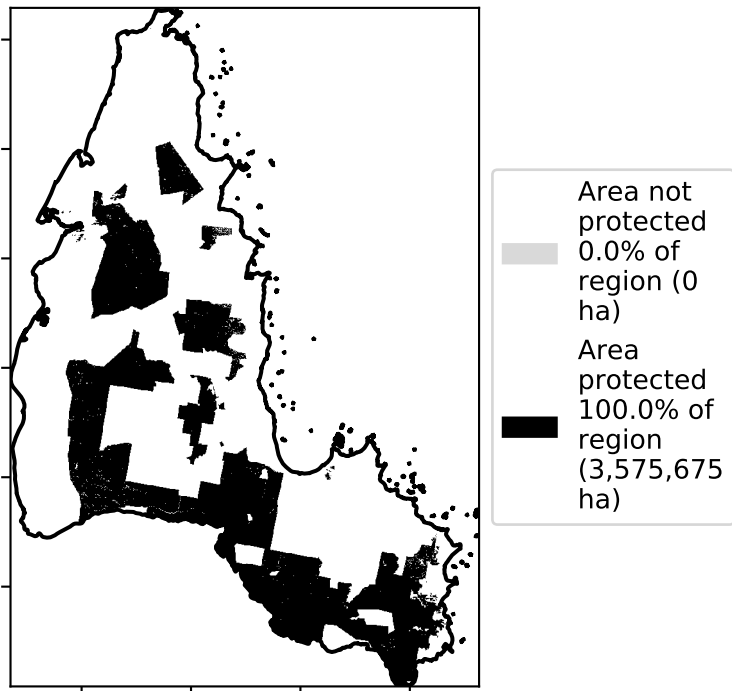 Area not
protected
0.0% of
region (0
ha)
Area
protected
100.0% of
region
(3,575,675
ha)